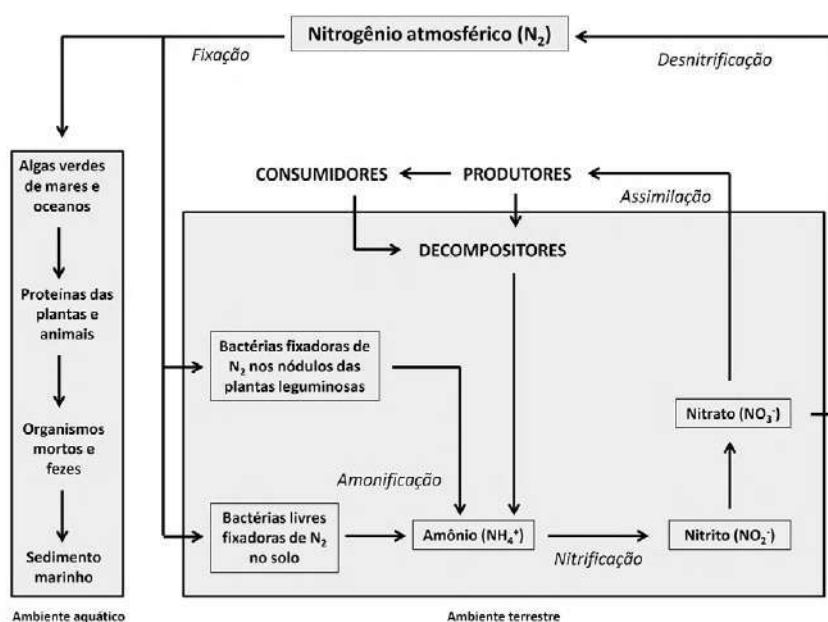 Nitrogênio atmosférico (N₂)
Fixação
Desnitrificação
Algas verdes
de mares e
oceanos
Proteínas das
plantas e
animais
Organismos
mortos e
fezes
Sedimento
marinho
Ambiente aquático
CONSUMIDORES
PRODUTORES
Assimilação
DECOMPOSITORES
Bactérias fixadoras de
N₂ nos nódulos das
plantas leguminosas
Nitrato (NO₃⁻)
Amonificação
Bactérias livres
fixadoras de N₂
no solo
Amônio (NH₄⁺)
Nitrificação
Nitrito (NO₂⁻)
Ambiente terrestre